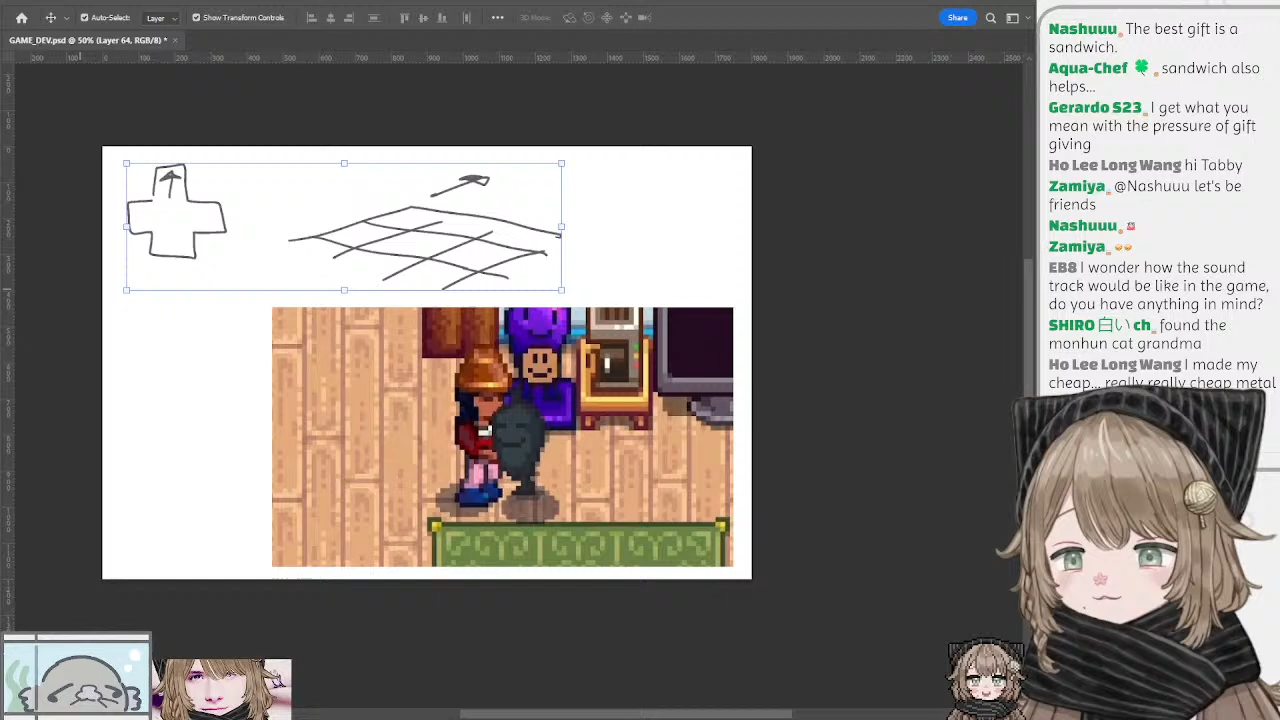 Auto-Select:
Layer
Show Transform Controls
3D Mode:
Share
GAME_DEV.psd @ 50% (Layer 64, RGB/8) *
Nashuuu The best gift is a
sandwich.
Aqua-Chef 🍀 sandwich also
helps...
Gerardo S23 I get what you
mean with the pressure of gift
giving
Ho Lee Long Wang hi Tabby
Zamiya @Nashuuu let's be
friends
Nashuuu
Zamiya
EB8 I wonder how the sound
track would be like in the game,
do you have anything in mind?
SHIRO 白い ch found the
monhun cat grandma
Ho Lee Long Wang I made my
cheap... really really cheap metal